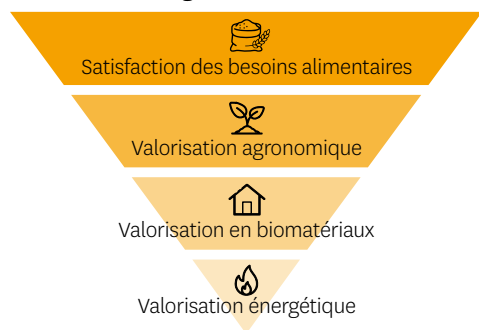 Satisfaction des besoins alimentaires
Valorisation agronomique
Valorisation en biomatériaux
Valorisation énergétique